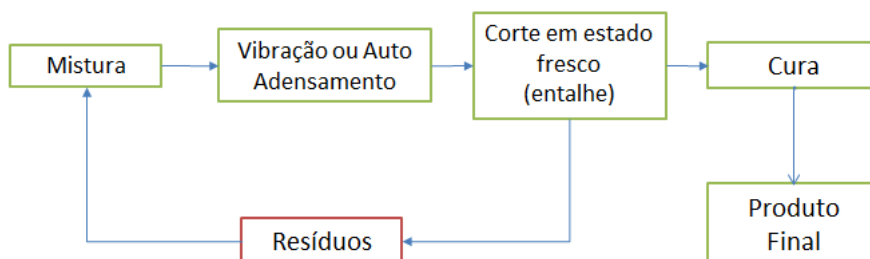 Mistura
Vibração ou Auto
Adensamento
Corte em estado
fresco
(entalhe)
Cura
Resíduos
Produto
Final